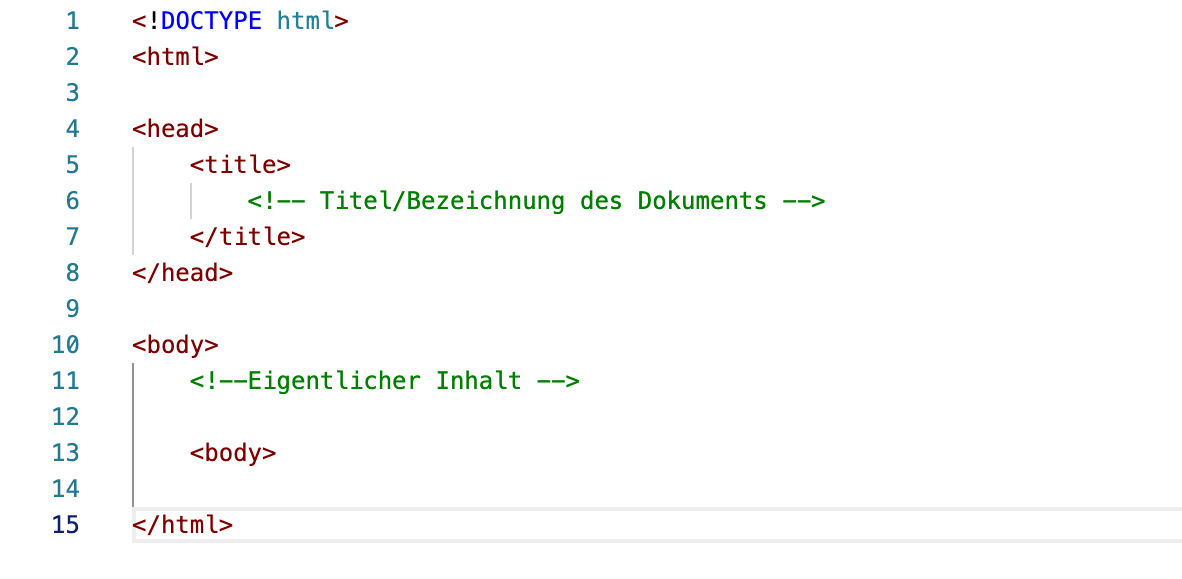 1 <!DOCTYPE html>
2 <html>
3
4 <head>
5     <title>
6         <!-- Titel/Bezeichnung des Dokuments -->
7     </title>
8 </head>
9
10 <body>
11     <!--Eigentlicher Inhalt -->
12
13     <body>
14
15 </html>